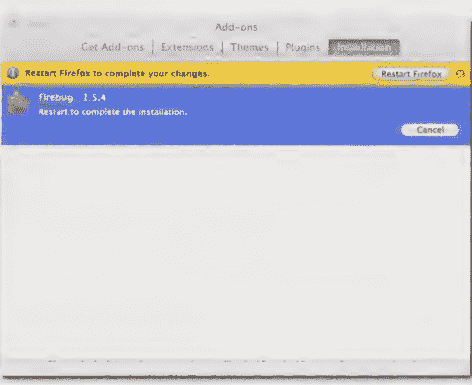 Add-ons
Get Add-ons Extensions Themes Plugins Installation
Restart Firefox to complete your changes. Restart Firefox
Firebug 1.5.4
Restart to complete the installation.
Cancel